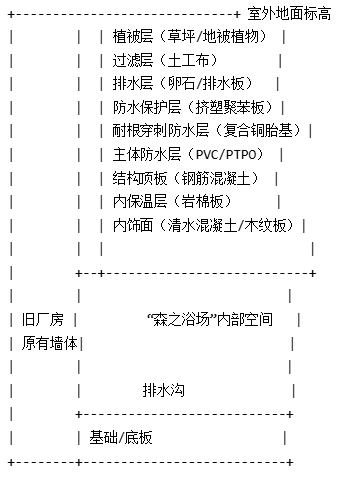 室外地面标高
植被层（草坪/地被植物）
过滤层（土工布）
排水层（卵石/排水板）
防水保护层（挤塑聚苯板）
耐根穿刺防水层（复合铜胎基）
主体防水层（PVC/PTPO）
结构顶板（钢筋混凝土）
内保温层（岩棉板）
内饰面（清水混凝土/木纹板）
旧厂房 “森之浴场”内部空间
原有墙体
排水沟
基础/底板